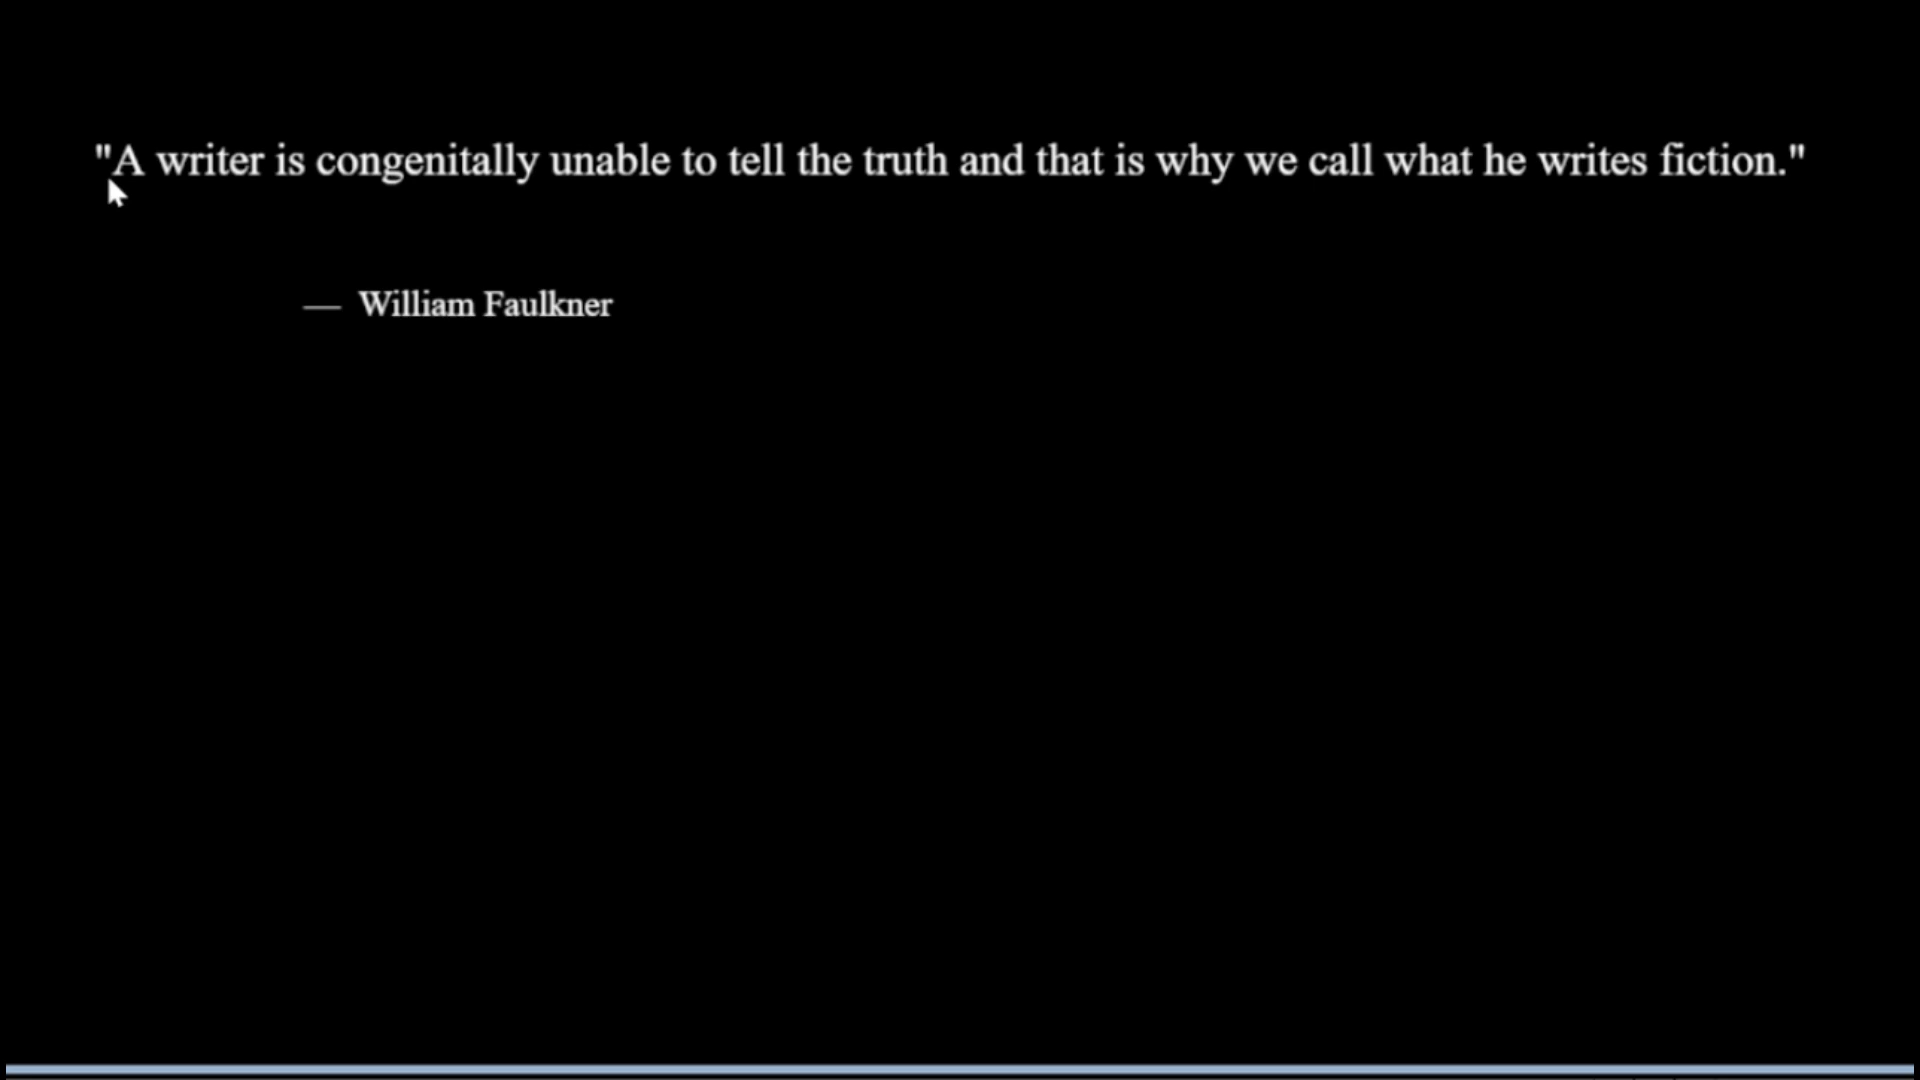 "A writer is congenitally unable to tell the truth and that is why we call what he writes fiction."
— William Faulkner